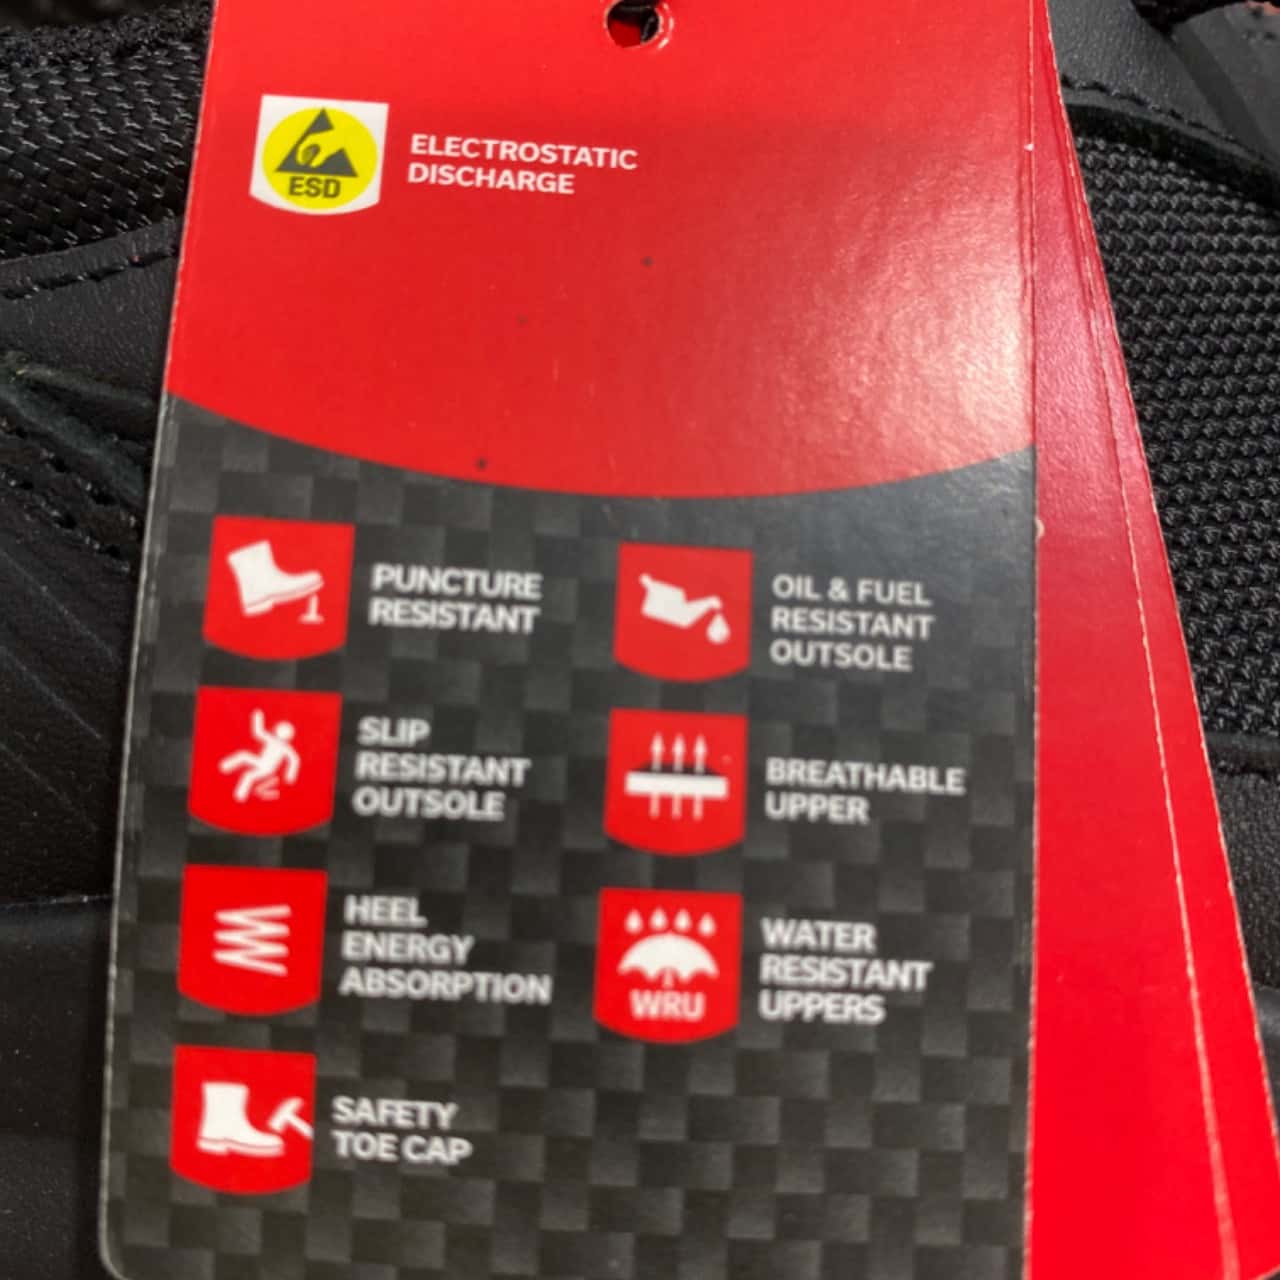 ESD
ELECTROSTATIC
DISCHARGE
PUNCTURE
RESISTANT
OIL & FUEL
RESISTANT
OUTSOLE
SLIP
RESISTANT
OUTSOLE
BREATHABLE
UPPER
HEEL
ENERGY
ABSORPTION
WRU
WATER
RESISTANT
UPPERS
SAFETY
TOE CAP